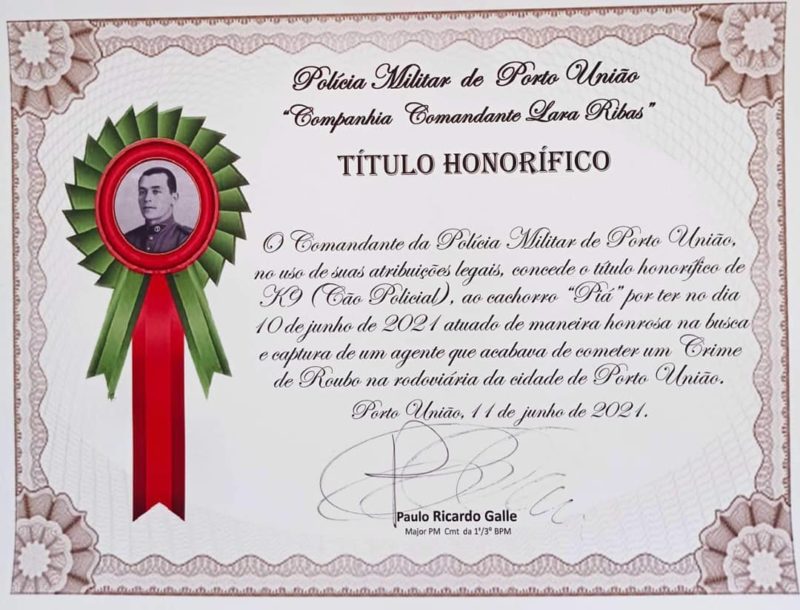 Polícia Militar de Porto União
"Companhia Comandante Lara Ribas"
TÍTULO HONORÍFICO
O Comandante da Polícia Militar de Porto União,
no uso de suas atribuições legais, concede o título honorífico de
K9 (Cão Policial), ao cachorro "Piá" por ter no dia
10 de junho de 2021 atuado de maneira honrosa na busca
e captura de um agente que acabava de cometer um Crime
de Roubo na rodoviária da cidade de Porto União.
Porto União, 11 de junho de 2021.
Paulo Ricardo Galle
Major PM Cmt da 1ª/3º BPM